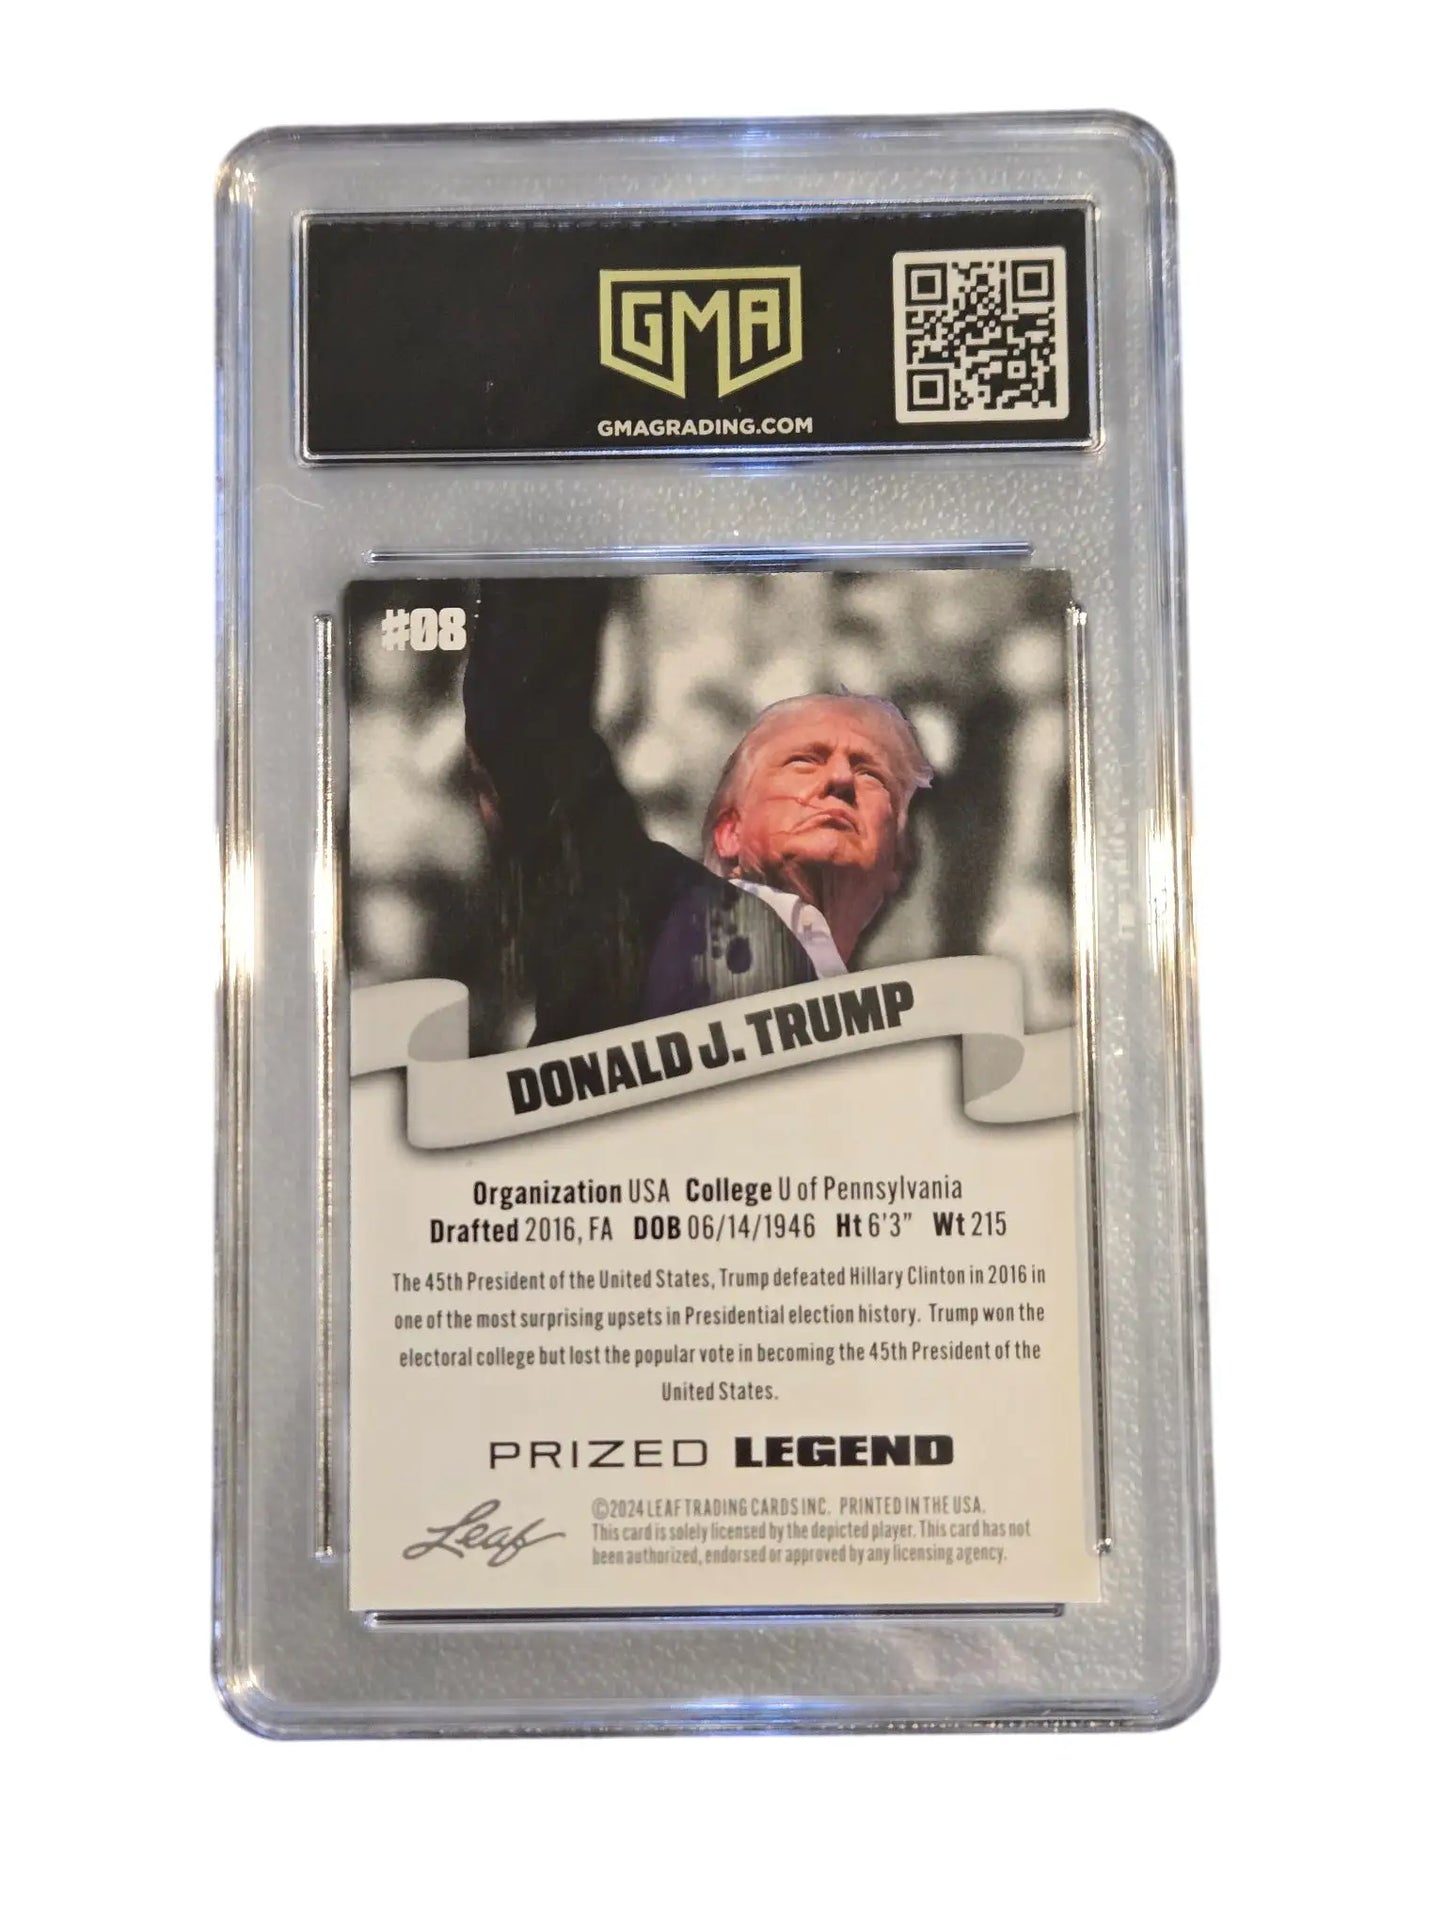 GMA
GMAGRADING.COM
#08
DONALD J. TRUMP
Organization USA College U of Pennsylvania
Drafted 2016, FA DOB 06/14/1946 Ht 6'3" Wt 215
The 45th President of the United States, Trump defeated Hillary Clinton in 2016 in
one of the most surprising upsets in Presidential election history. Trump won the
electoral college but lost the popular vote in becoming the 45th President of the
United States.
PRIZED LEGEND
Leaf
©2024 LEAF TRADING CARDS INC. PRINTED IN THE USA.
This card is solely licensed by the depicted player. This card has not
been authorized, endorsed or approved by any licensing agency.